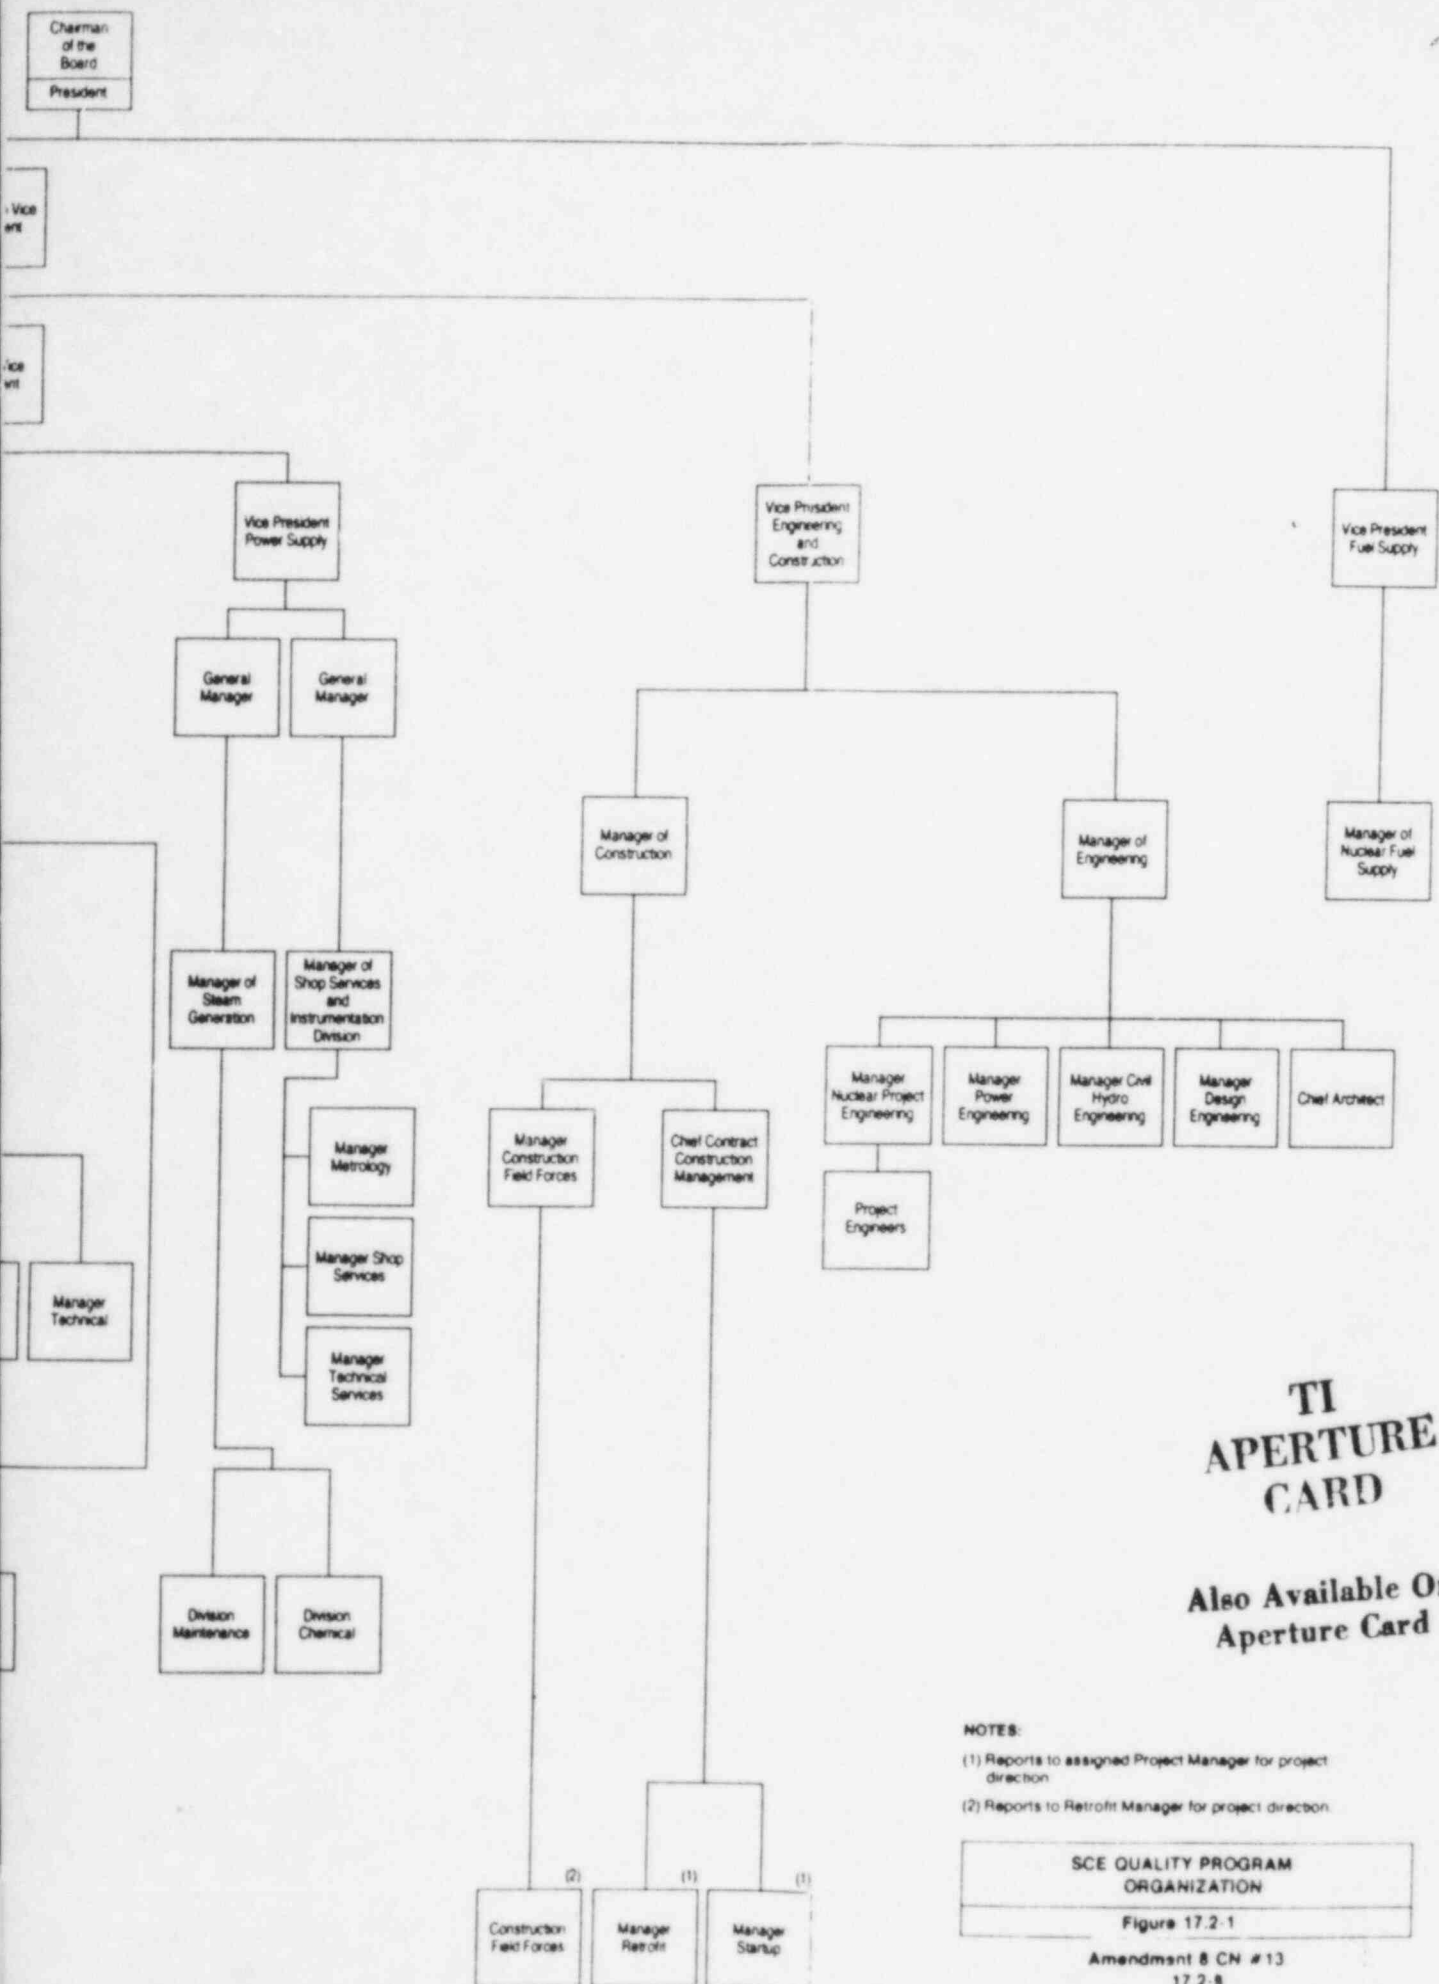 Chairman
of the
Board
President
Vice
ent
Vice President
Power Supply
Vice President
Engineering
and
Construction
Vice President
Fuel Supply
General
Manager
General
Manager
Manager of
Construction
Manager of
Engineering
Manager of
Nuclear Fuel
Supply
Manager of
Steam
Generation
Manager of
Shop Services
and
Instrumentation
Division
Manager
Nuclear Project
Engineering
Manager
Power
Engineering
Manager Civil
Hydro
Engineering
Manager
Design
Engineering
Chief Architect
Manager
Metrology
Manager
Construction
Field Forces
Chief Contract
Construction
Management
Project
Engineers
Manager Shop
Services
Manager
Technical
Manager
Technical
Services
TI
APERTURE
CARD
Division
Maintenance
Division
Chemical
Also Available
Aperture Card
NOTES:
(1) Reports to assigned Project Manager for project
direction
(2) Reports to Retrofit Manager for project direction.
(2)
(1)
(1)
Construction
Field Forces
Manager
Retrofit
Manager
Startup
SCE QUALITY PROGRAM
ORGANIZATION
Figure 17.2-1
Amendment 8 CN #13
17.2-